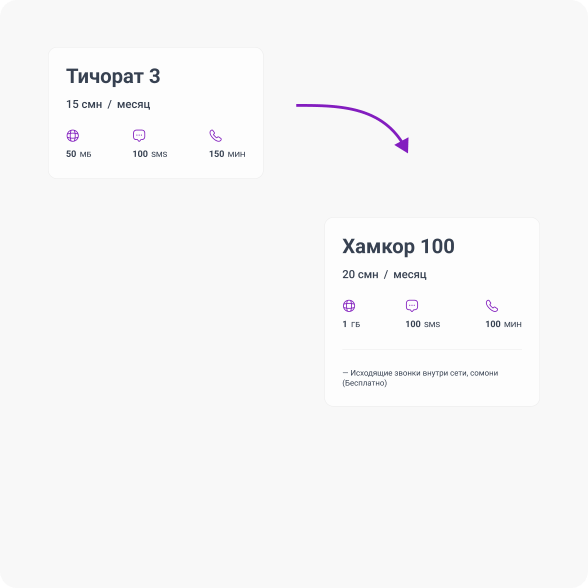 Тичорат 3
15 смн / месяц
50 МБ 100 SMS 150 МИН
Хамкор 100
20 смн / месяц
1 ГБ 100 SMS 100 МИН
— Исходящие звонки внутри сети, сомони
(Бесплатно)